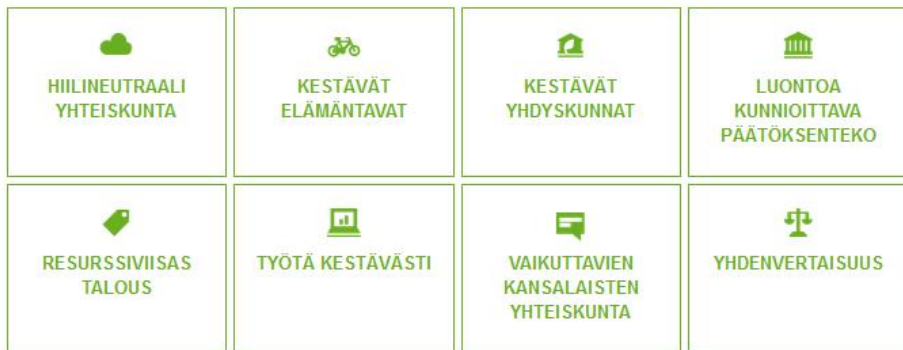 HIILINEUTRAALI
YHTEISKUNTA
KESTÄVÄT
ELÄMÄNTAVAT
KESTÄVÄT
YHDYSKUNNAT
LUONTOA
KUNNIOITTAVA
PÄÄTÖKSENTEKO
RESURSSIVIISAS
TALOUS
TYÖTÄ KESTÄVÄSTI
VAIKUTTAVIEN
KANSALAISTEN
YHTEISKUNTA
YHDENVERTAISUUS